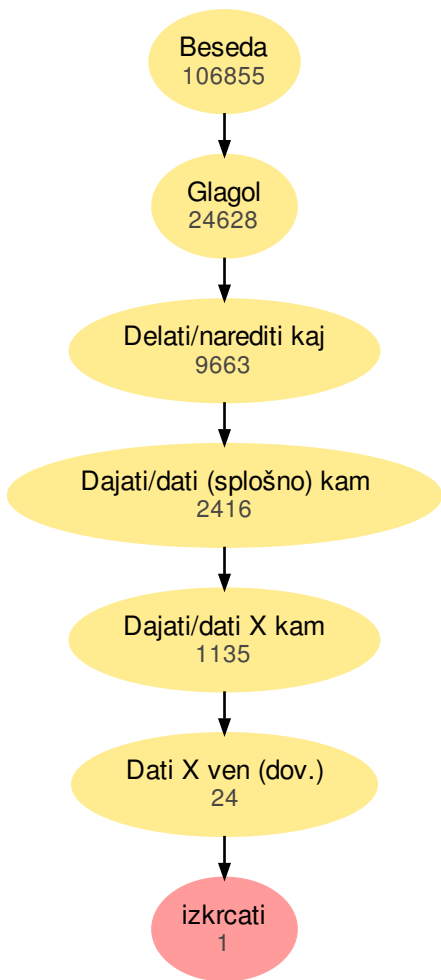 Beseda
106855
Glagol
24628
Delati/narediti kaj
9663
Dajati/dati (splošno) kam
2416
Dajati/dati X kam
1135
Dati X ven (dov.)
24
izkrcati
1